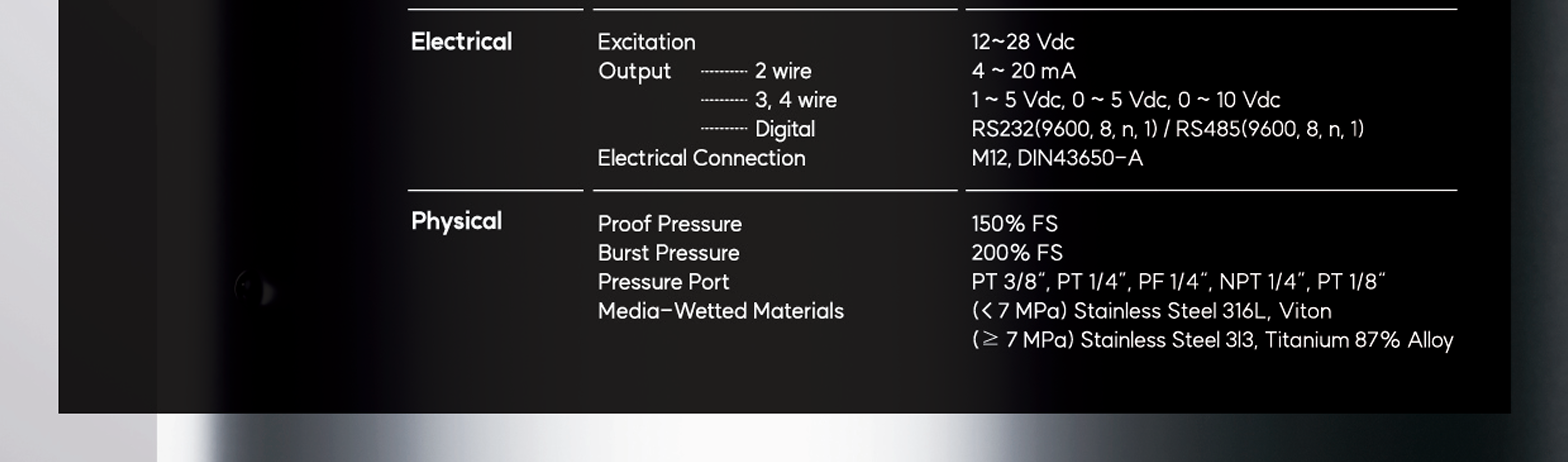 Electrical Excitation 12~28 Vdc
Output --------- 2 wire 4 ~ 20 mA
--------- 3, 4 wire 1 ~ 5 Vdc, 0 ~ 5 Vdc, 0 ~ 10 Vdc
--------- Digital RS232(9600, 8, n, 1) / RS485(9600, 8, n, 1)
Electrical Connection M12, DIN43650-A
Physical Proof Pressure 150% FS
Burst Pressure 200% FS
Pressure Port PT 3/8“, PT 1/4”, PF 1/4“, NPT 1/4”, PT 1/8“
Media-Wetted Materials (< 7 MPa) Stainless Steel 316L, Viton
(≥ 7 MPa) Stainless Steel 3l3, Titanium 87% Alloy